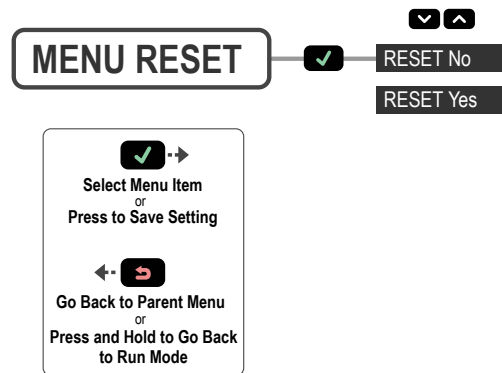 MENU RESET
RESET No
RESET Yes
Select Menu Item
or
Press to Save Setting
Go Back to Parent Menu
or
Press and Hold to Go Back
to Run Mode